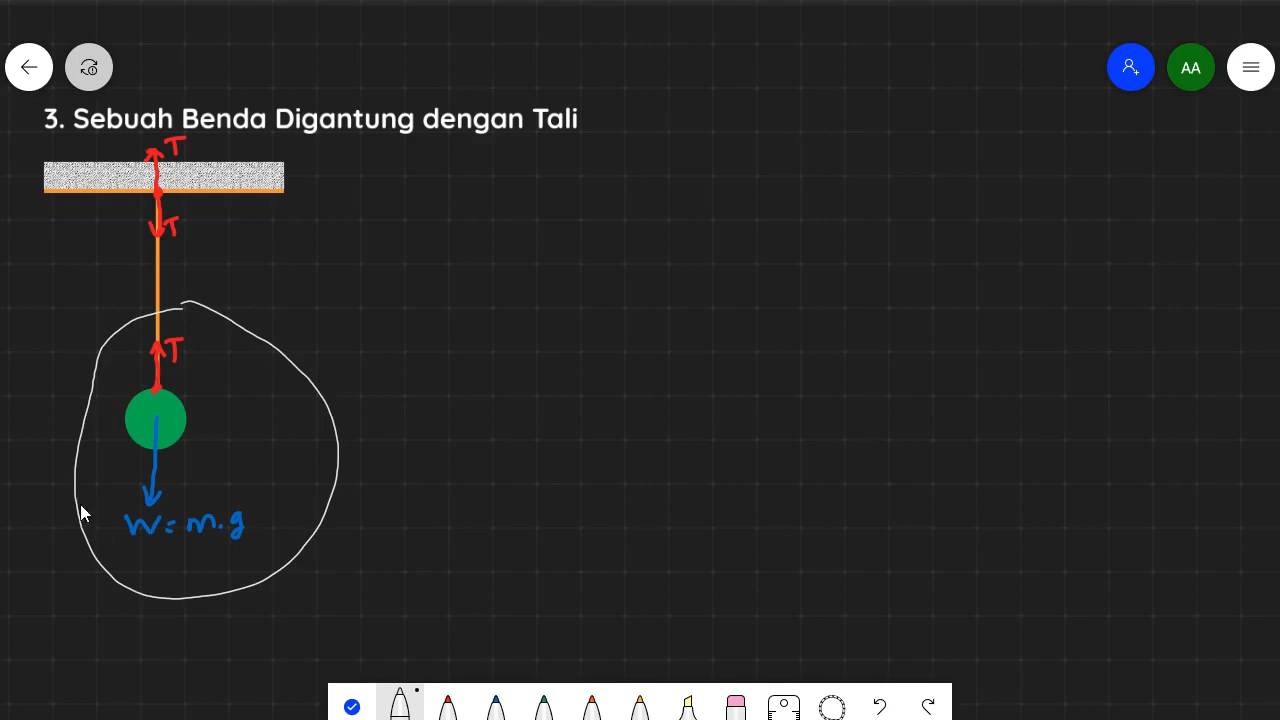 AA
3. Sebuah Benda Digantung dengan Tali
T
T
T
W = m.g